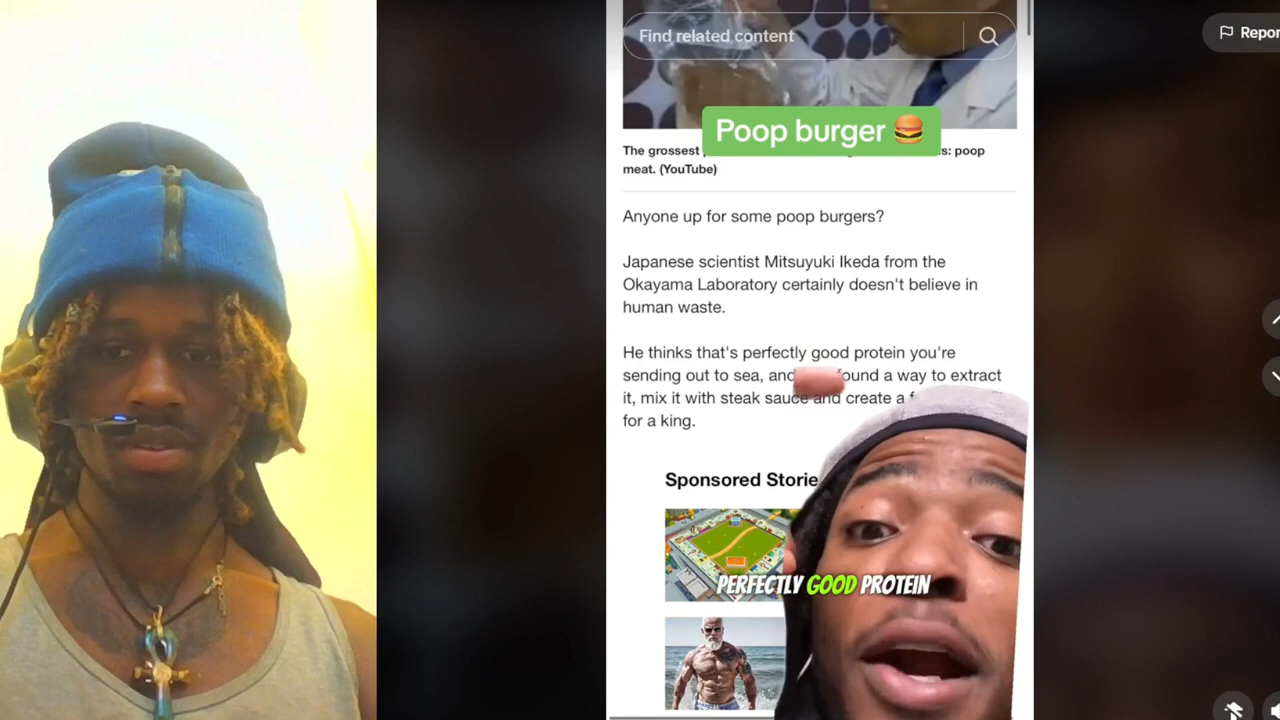 Find related content
Repor
Poop burger
The grossest
s: poop
meat. (YouTube)
Anyone up for some poop burgers?
Japanese scientist Mitsuyuki Ikeda from the
Okayama Laboratory certainly doesn't believe in
human waste.
He thinks that's perfectly good protein you're
sending out to sea, and ound a way to extract
it, mix it with steak sauce and create a f
for a king.
Sponsored Storie
PERFECTLY GOOD PROTEIN